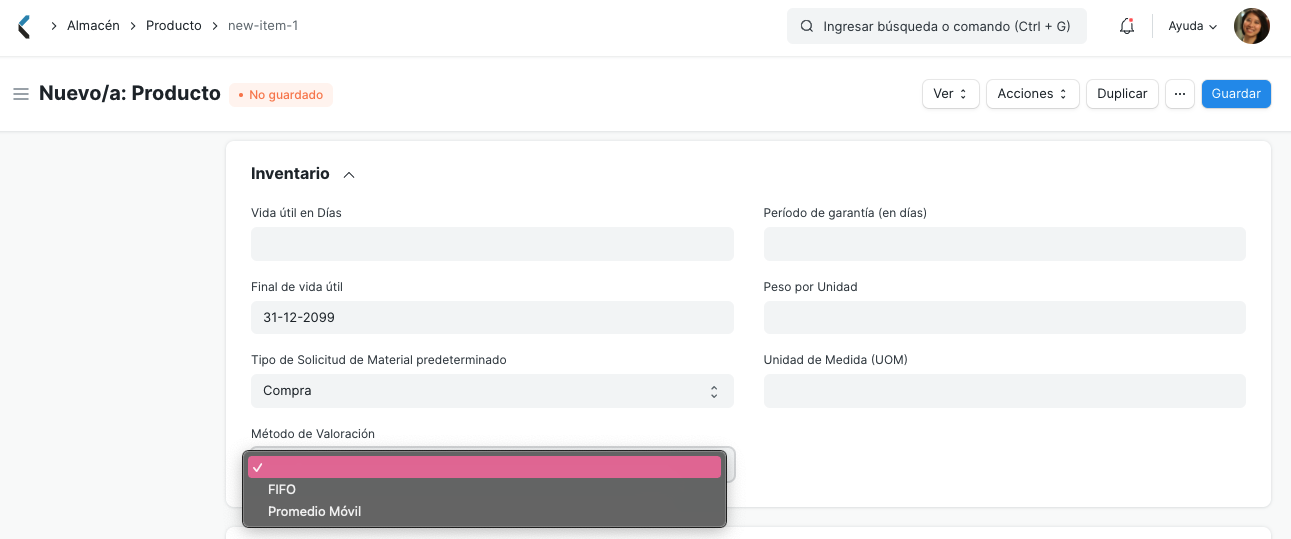 Almacén
Producto
new-item-1
Ingresar búsqueda o comando (Ctrl + G)
Ayuda
Nuevo/a: Producto
No guardado
Ver
Acciones
Duplicar
Guardar
Inventario
Vida útil en Días
Período de garantía (en días)
Final de vida útil
Peso por Unidad
31-12-2099
Tipo de Solicitud de Material predeterminado
Unidad de Medida (UOM)
Compra
Método de Valoración
FIFO
Promedio Móvil